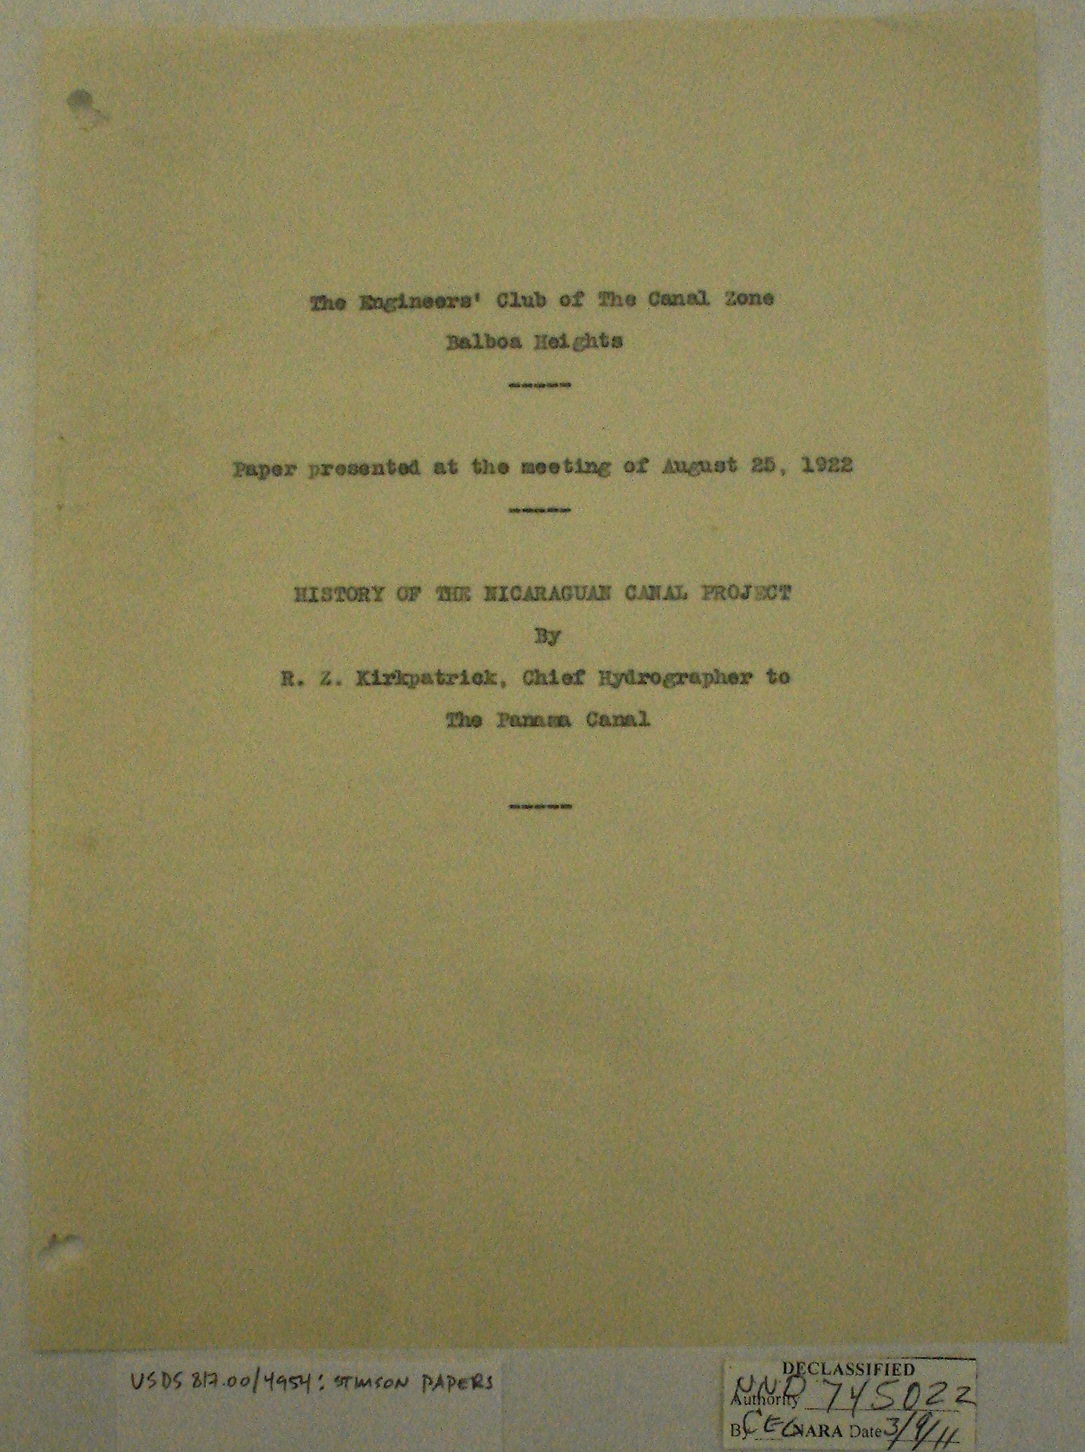 The Engineers' Club of The Canal Zone
Balboa Heights
-----
Paper presented at the meeting of August 25, 1922
-----
HISTORY OF THE NICARAGUAN CANAL PROJECT
By
R. Z. Kirkpatrick, Chief Hydrographer to
The Panama Canal
-----
USDS 817.00/4954: STIMSON PAPERS
DECLASSIFIED
Authority NND 745022
By NARA Date 3/9/11